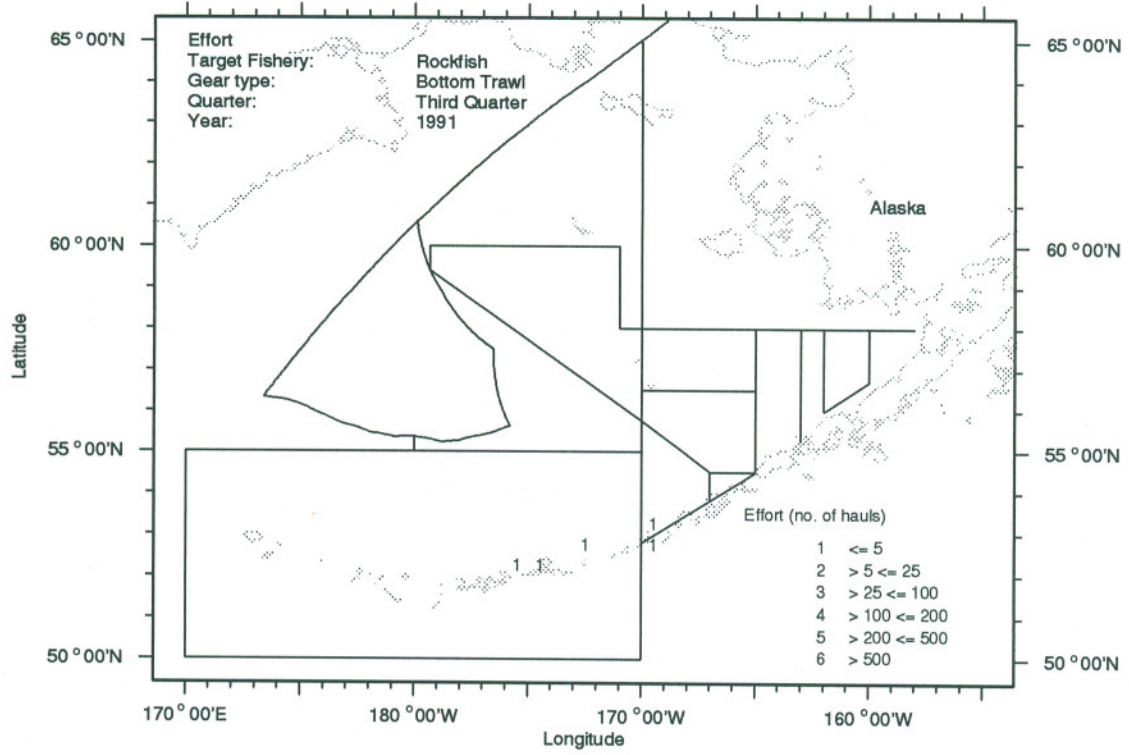 Effort
Target Fishery: Rockfish
Gear type: Bottom Trawl
Quarter: Third Quarter
Year: 1991
65°00'N
65°00'N
Alaska
60°00'N
60°00'N
Latitude
55°00'N
55°00'N
Effort (no. of hauls)
1
1
1
1 1
1 <= 5
2 > 5 <= 25
3 > 25 <= 100
4 > 100 <= 200
5 > 200 <= 500
6 > 500
50°00'N
50°00'N
170°00'E
180°00'W
170°00'W
160°00'W
Longitude